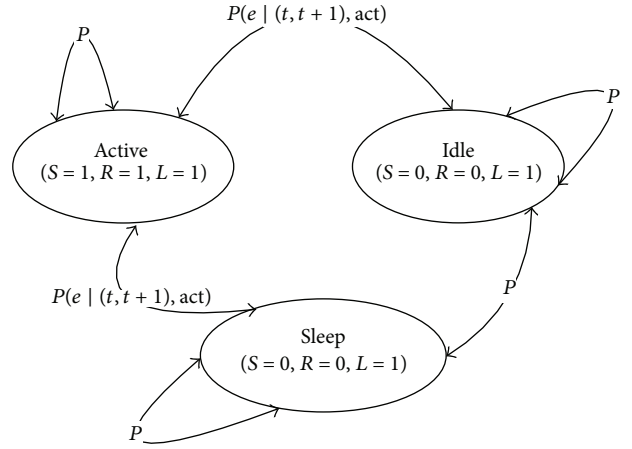 P(e | (t, t + 1), act)
P
P
Active
(S = 1, R = 1, L = 1)
Idle
(S = 0, R = 0, L = 1)
P
P(e | (t, t + 1), act)
Sleep
(S = 0, R = 0, L = 1)
P